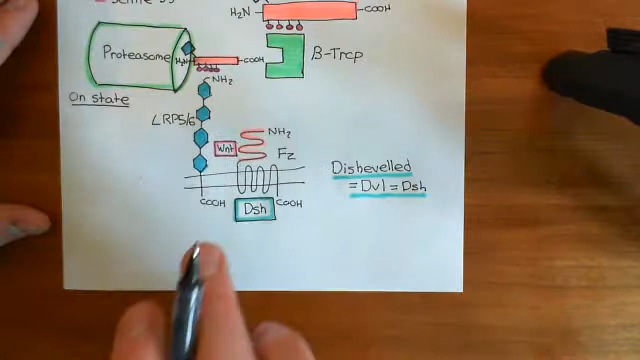 H₂N
COOH
Proteasome
H₂N
COOH
β-Trcp
NH₂
On state
LRP5/6
NH₂
Wnt
Fz
Dishevelled
= Dvl = Dsh
COOH
Dsh
COOH